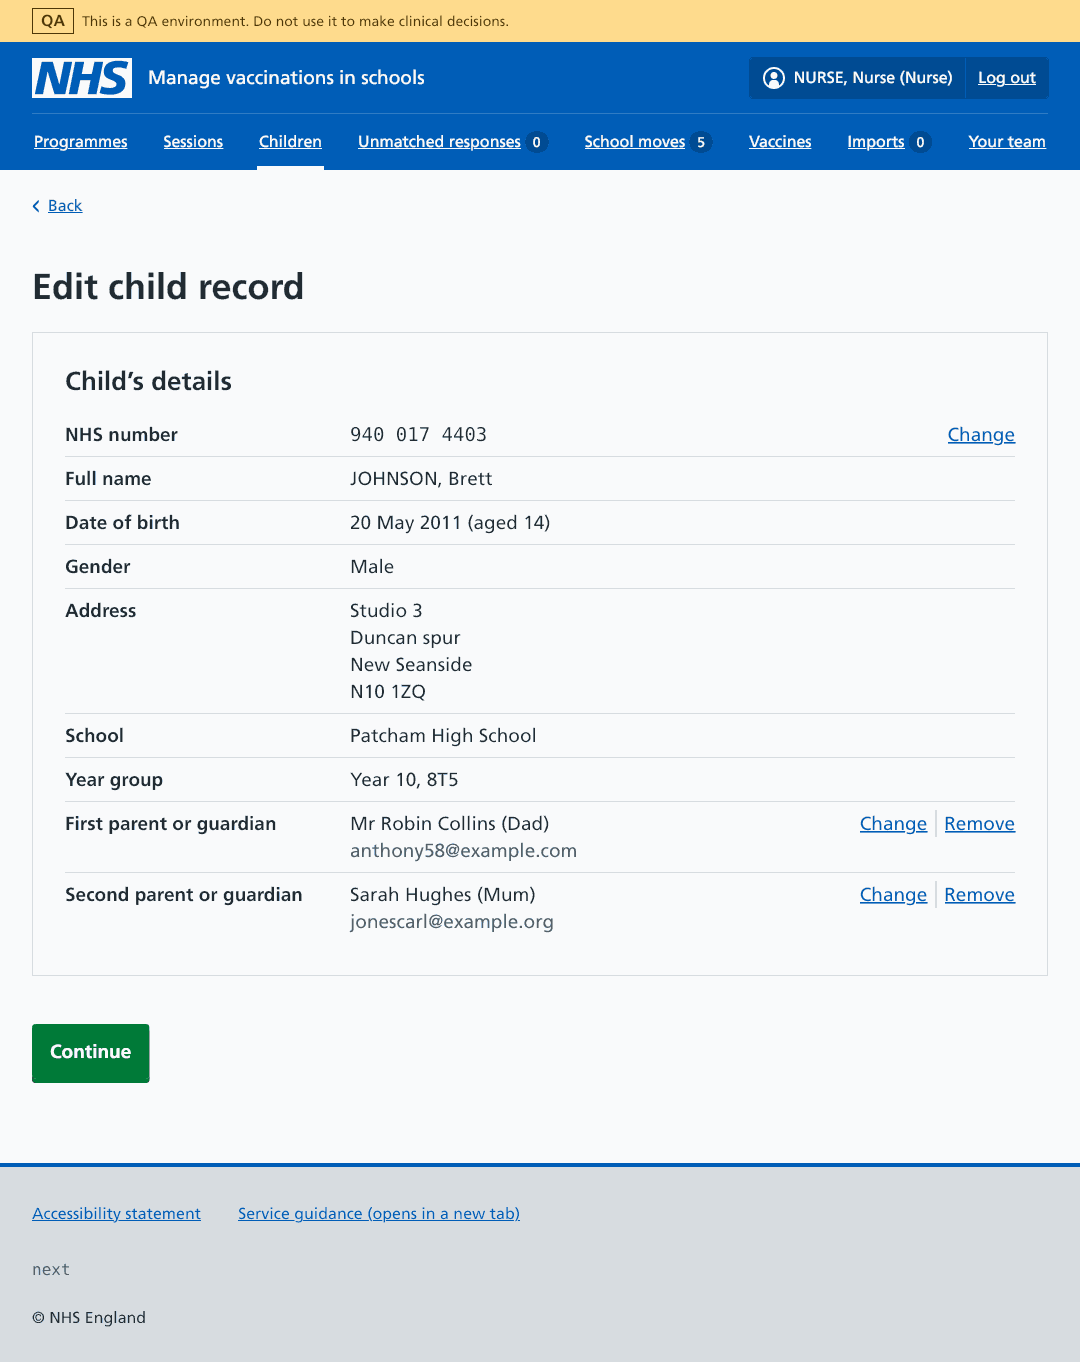 QA This is a QA environment. Do not use it to make clinical decisions.
NHS Manage vaccinations in schools NURSE, Nurse (Nurse) Log out
Programmes Sessions Children Unmatched responses 0 School moves 5 Vaccines Imports 0 Your team
Back
Edit child record
Child’s details
NHS number 940 017 4403 Change
Full name JOHNSON, Brett
Date of birth 20 May 2011 (aged 14)
Gender Male
Address Studio 3
Duncan spur
New Seanside
N10 1ZQ
School Patcham High School
Year group Year 10, 8T5
First parent or guardian Mr Robin Collins (Dad) Change Remove
anthony58@example.com
Second parent or guardian Sarah Hughes (Mum) Change Remove
jonescarl@example.org
Continue
Accessibility statement Service guidance (opens in a new tab)
next
© NHS England